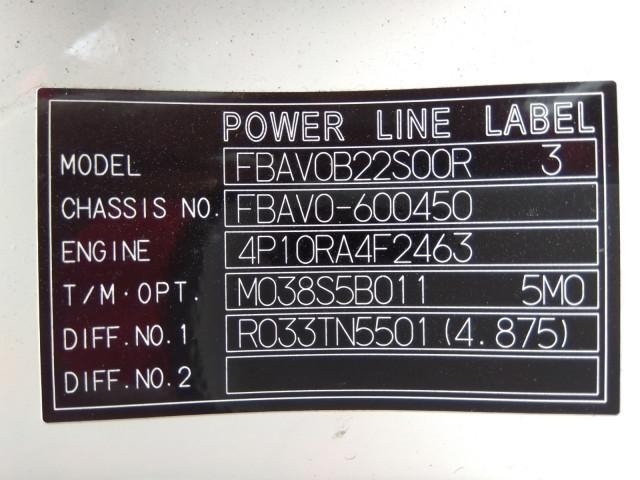 POWER LINE LABEL
MODEL FBAV0B22S00R 3
CHASSIS NO. FBAV0-600450
ENGINE 4P10RA4F2463
T/M·OPT. M038S5B011 5M0
DIFF.NO.1 R033TN5501(4.875)
DIFF.NO.2